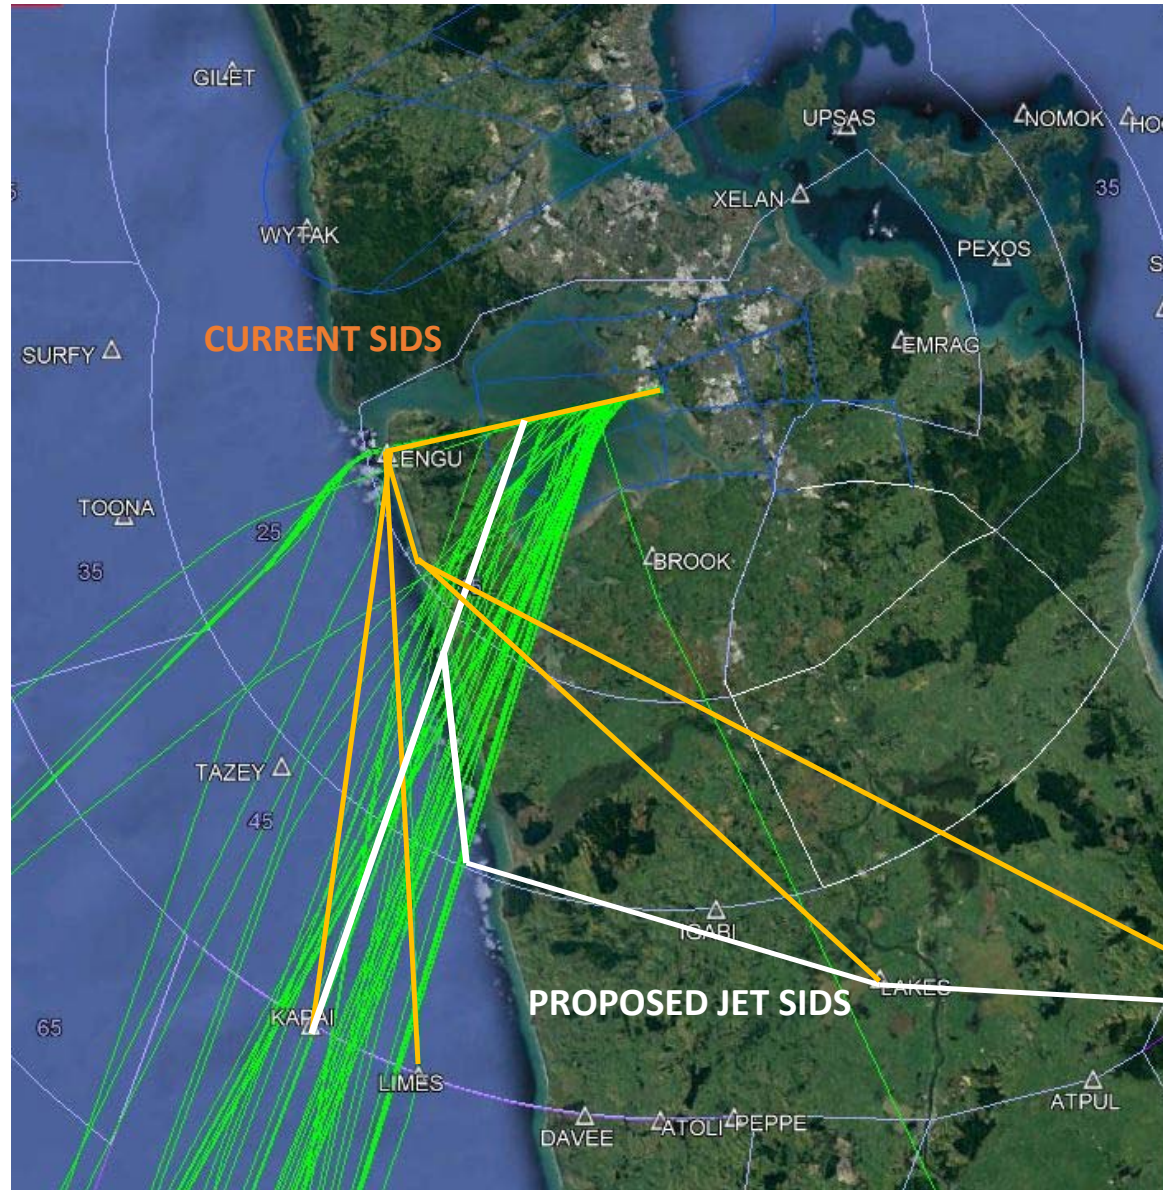 GILET
UPSAS
NOMOK
HO
XELAN
35
WYTAK
PEXOS
S
CURRENT SIDS
SURFY
EMRAG
ENGU
TOONA
25
35
BROOK
TAZEY
45
IGABI
LAKES
PROPOSED JET SIDS
KARAI
65
LIMES
ATPUL
DAVEE
ATOLI
PEPPE